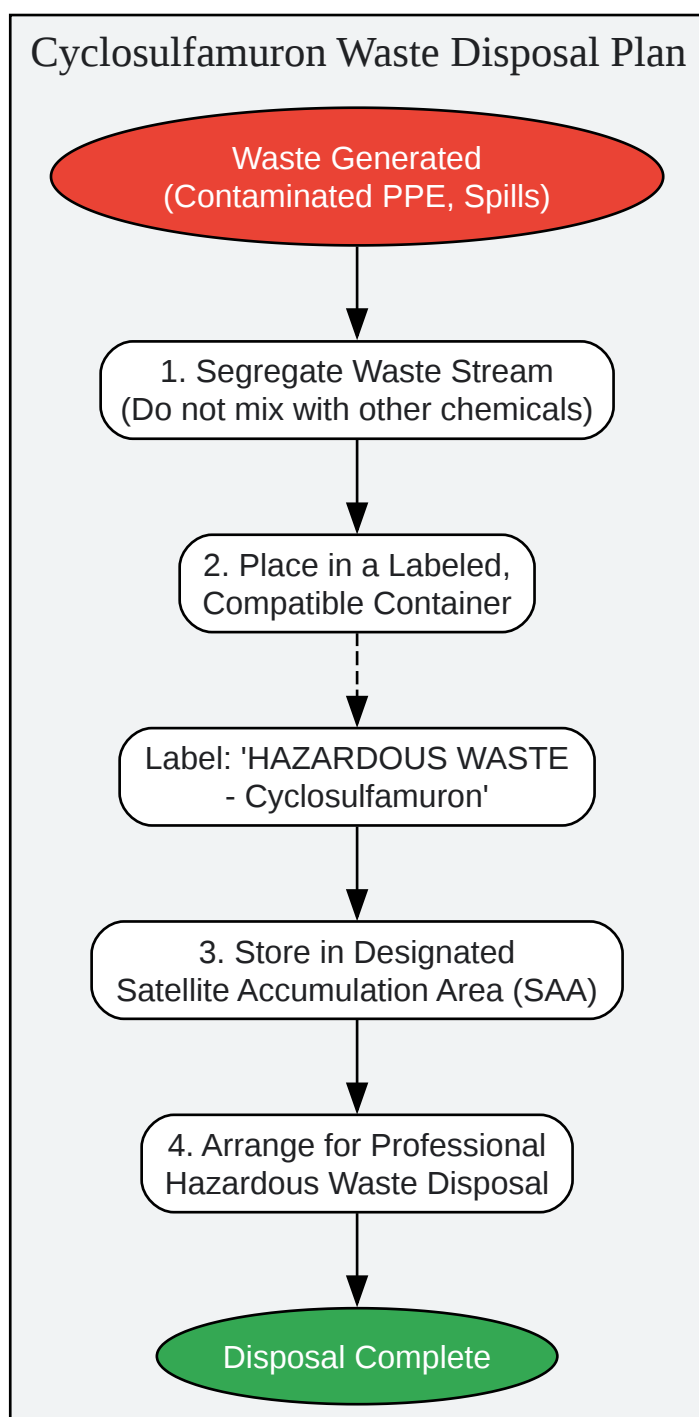 Cyclosulfamuron Waste Disposal Plan
Waste Generated
(Contaminated PPE, Spills)
1. Segregate Waste Stream
(Do not mix with other chemicals)
2. Place in a Labeled,
Compatible Container
Label: 'HAZARDOUS WASTE
- Cyclosulfamuron'
3. Store in Designated
Satellite Accumulation Area (SAA)
4. Arrange for Professional
Hazardous Waste Disposal
Disposal Complete